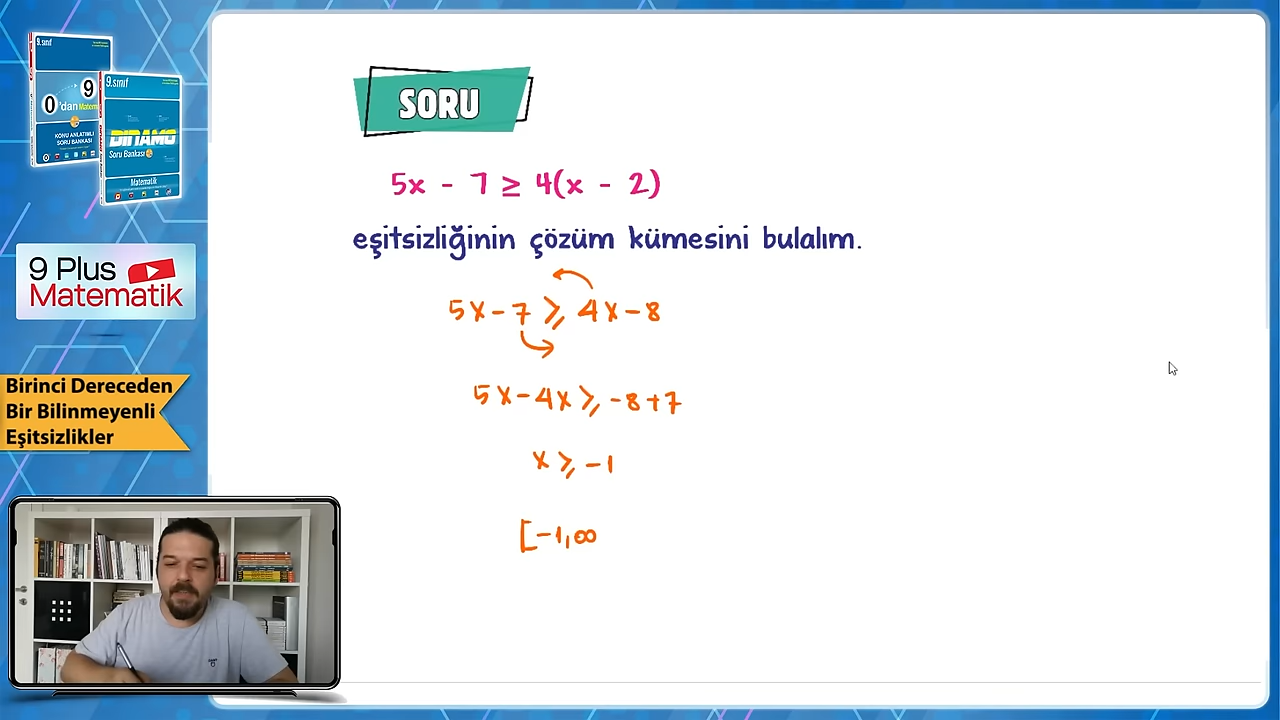 9.sınıf
0'dan 9
Matem
KONU ANLATIMLI
SORU BANKASI
9.sınıf
DİNAMO
Soru Bankası
Matematik
9 Plus
Matematik
Birinci Dereceden
Bir Bilinmeyenli
Eşitsizlikler
SORU
5x - 7 ≥ 4(x - 2)
eşitsizliğinin çözüm kümesini bulalım.
5x-7 ≥ 4x-8
5x-4x ≥ -8+7
x ≥ -1
[-1,∞